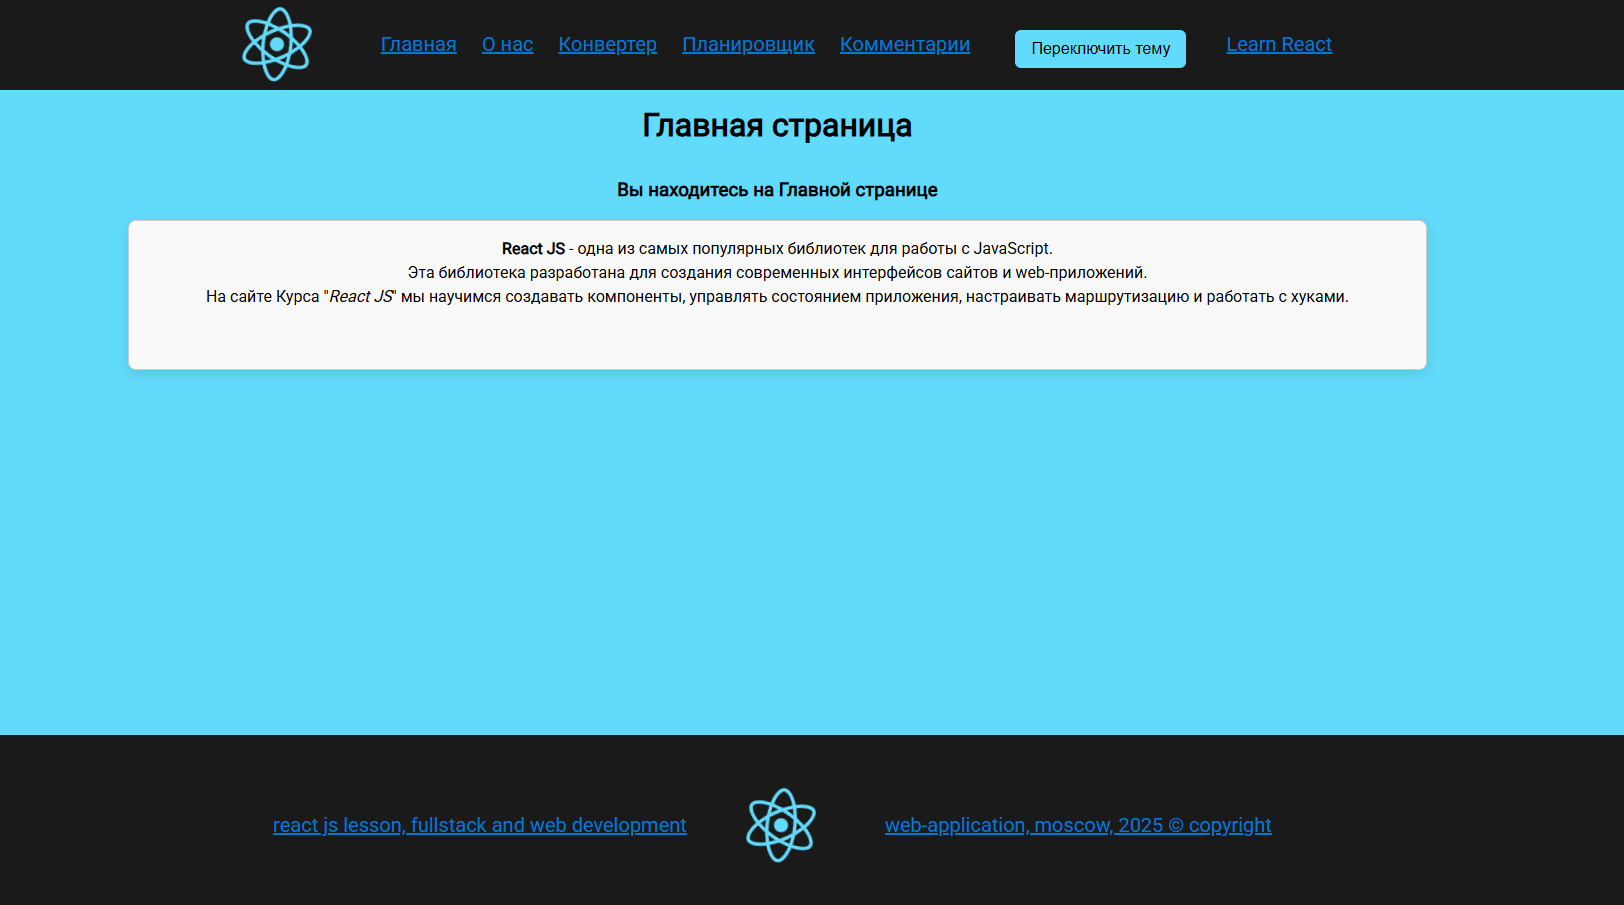 Главная О нас Конвертер Планировщик Комментарии Переключить тему Learn React
Главная страница
Вы находитесь на Главной странице
React JS - одна из самых популярных библиотек для работы с JavaScript.
Эта библиотека разработана для создания современных интерфейсов сайтов и web-приложений.
На сайте Курса "React JS" мы научимся создавать компоненты, управлять состоянием приложения, настраивать маршрутизацию и работать с хуками.
react js lesson, fullstack and web development web-application, moscow, 2025 © copyright